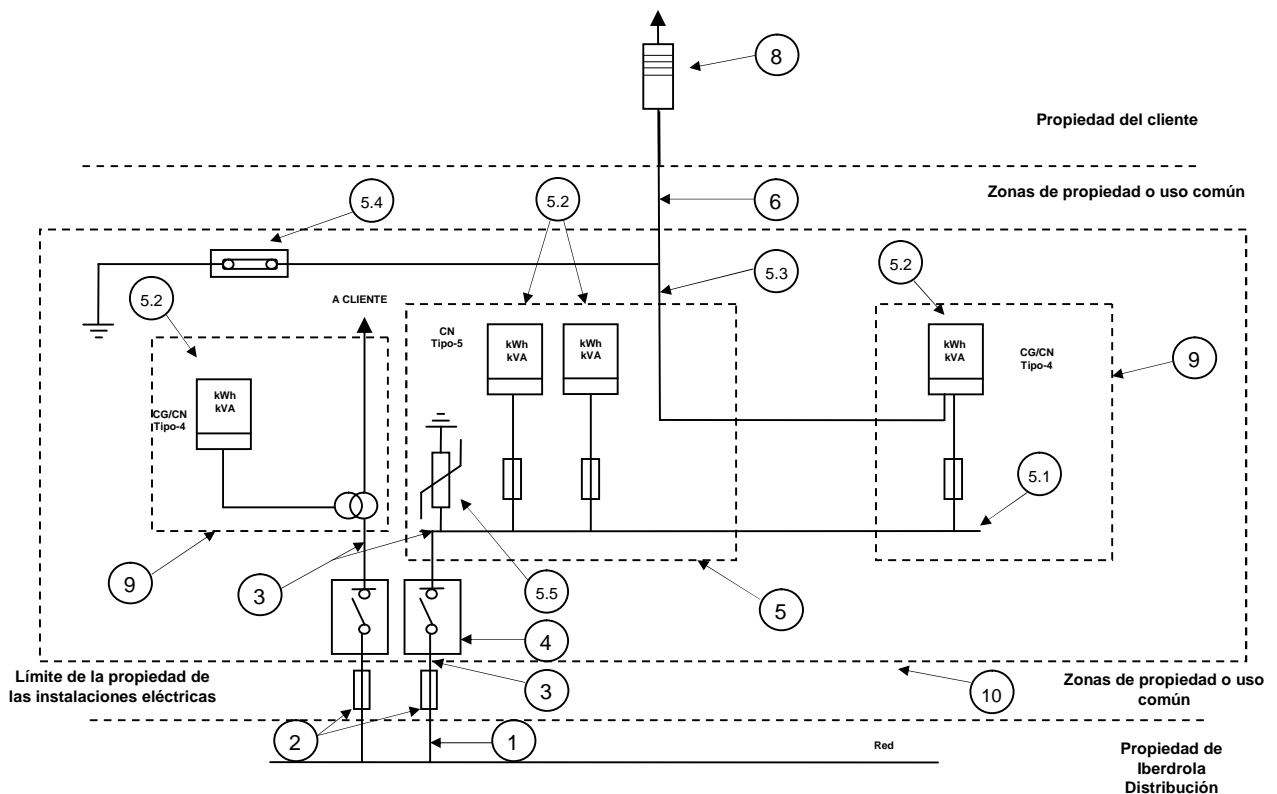 8
Propiedad del cliente
Zonas de propiedad o uso común
5.4
5.2
6
5.2
5.3
5.2
A CLIENTE
CN
Tipo-5
kWh
kVA
kWh
kVA
kWh
kVA
CG/CN
Tipo-4
9
kWh
kVA
CG/CN
Tipo-4
5.1
9
3
5.5
5
4
Límite de la propiedad de
las instalaciones eléctricas
3
10
Zonas de propiedad o uso
común
2
1
Red
Propiedad de
Iberdrola
Distribución